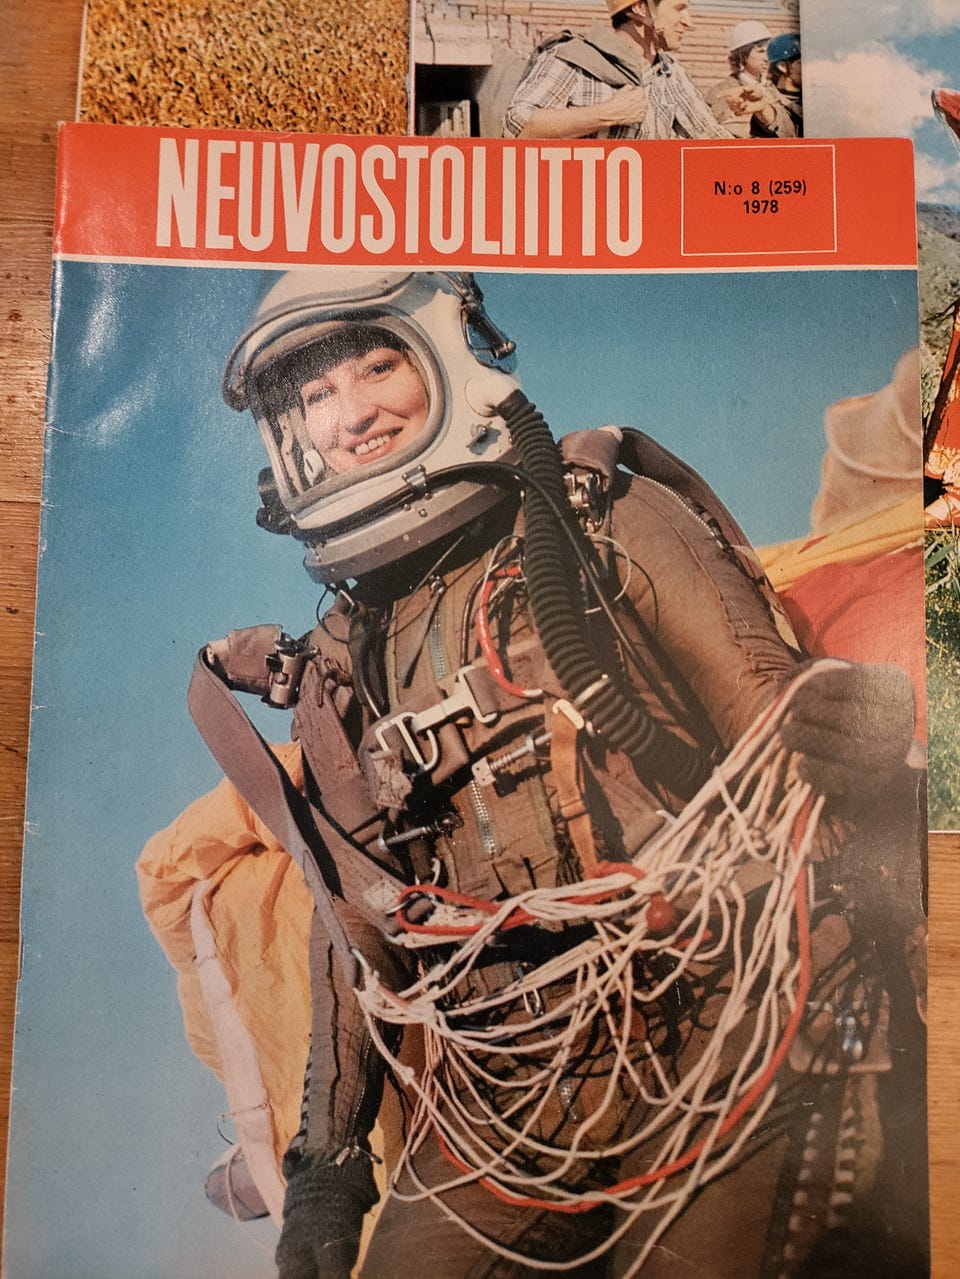 NEUVOSTOLIITTO
N:o 8 (259)
1978